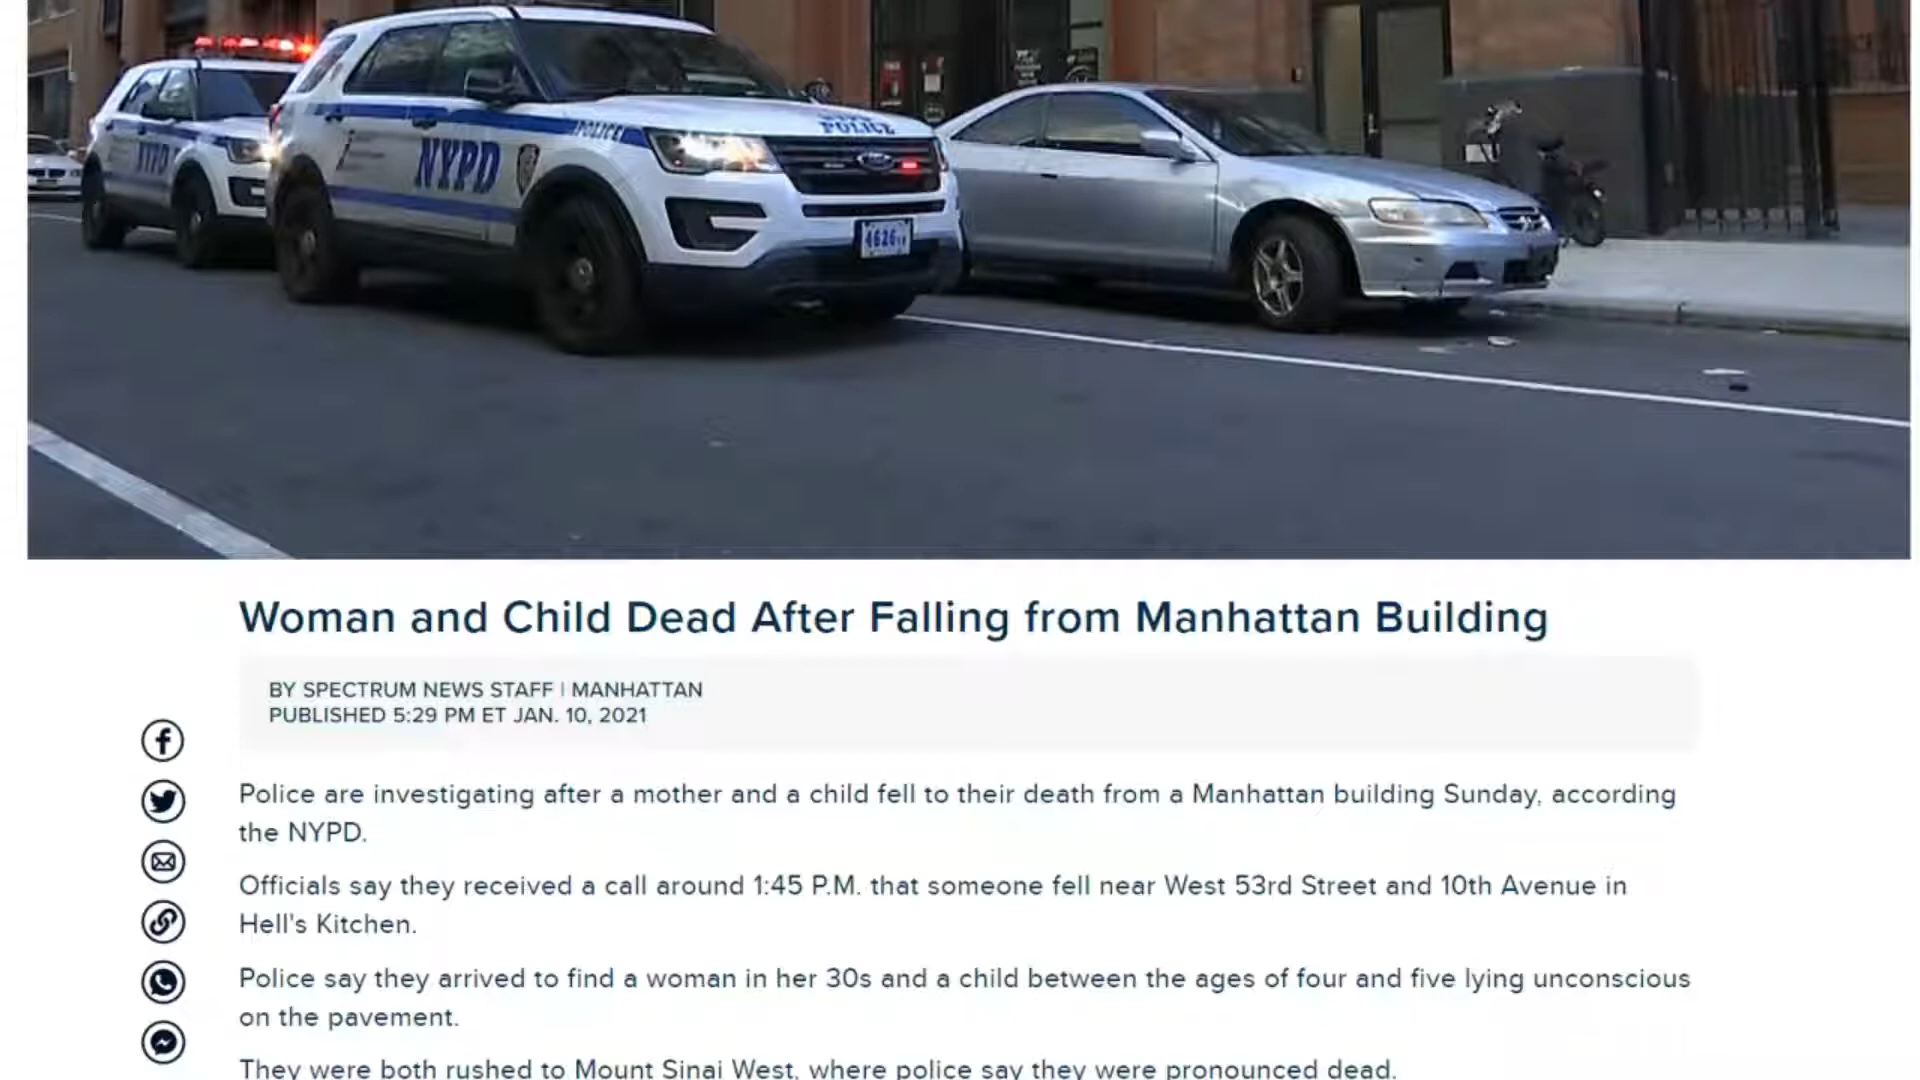 NYPD
POLICE
NYPD
POLICE
4626
Woman and Child Dead After Falling from Manhattan Building
BY SPECTRUM NEWS STAFF | MANHATTAN
PUBLISHED 5:29 PM ET JAN. 10, 2021
Police are investigating after a mother and a child fell to their death from a Manhattan building Sunday, according
the NYPD.
Officials say they received a call around 1:45 P.M. that someone fell near West 53rd Street and 10th Avenue in
Hell's Kitchen.
Police say they arrived to find a woman in her 30s and a child between the ages of four and five lying unconscious
on the pavement.
They were both rushed to Mount Sinai West, where police say they were pronounced dead.